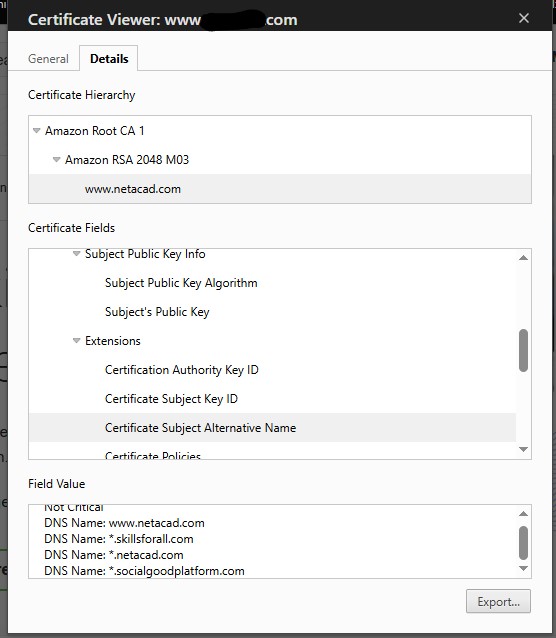 Certificate Viewer: www .com
General Details
Certificate Hierarchy
Amazon Root CA 1
Amazon RSA 2048 M03
www.netacad.com
Certificate Fields
Subject Public Key Info
Subject Public Key Algorithm
Subject's Public Key
Extensions
Certification Authority Key ID
Certificate Subject Key ID
Certificate Subject Alternative Name
Certificate Policies
Field Value
Not Critical
DNS Name: www.netacad.com
DNS Name: *.skillsforall.com
DNS Name: *.netacad.com
DNS Name: *.socialgoodplatform.com
Export...